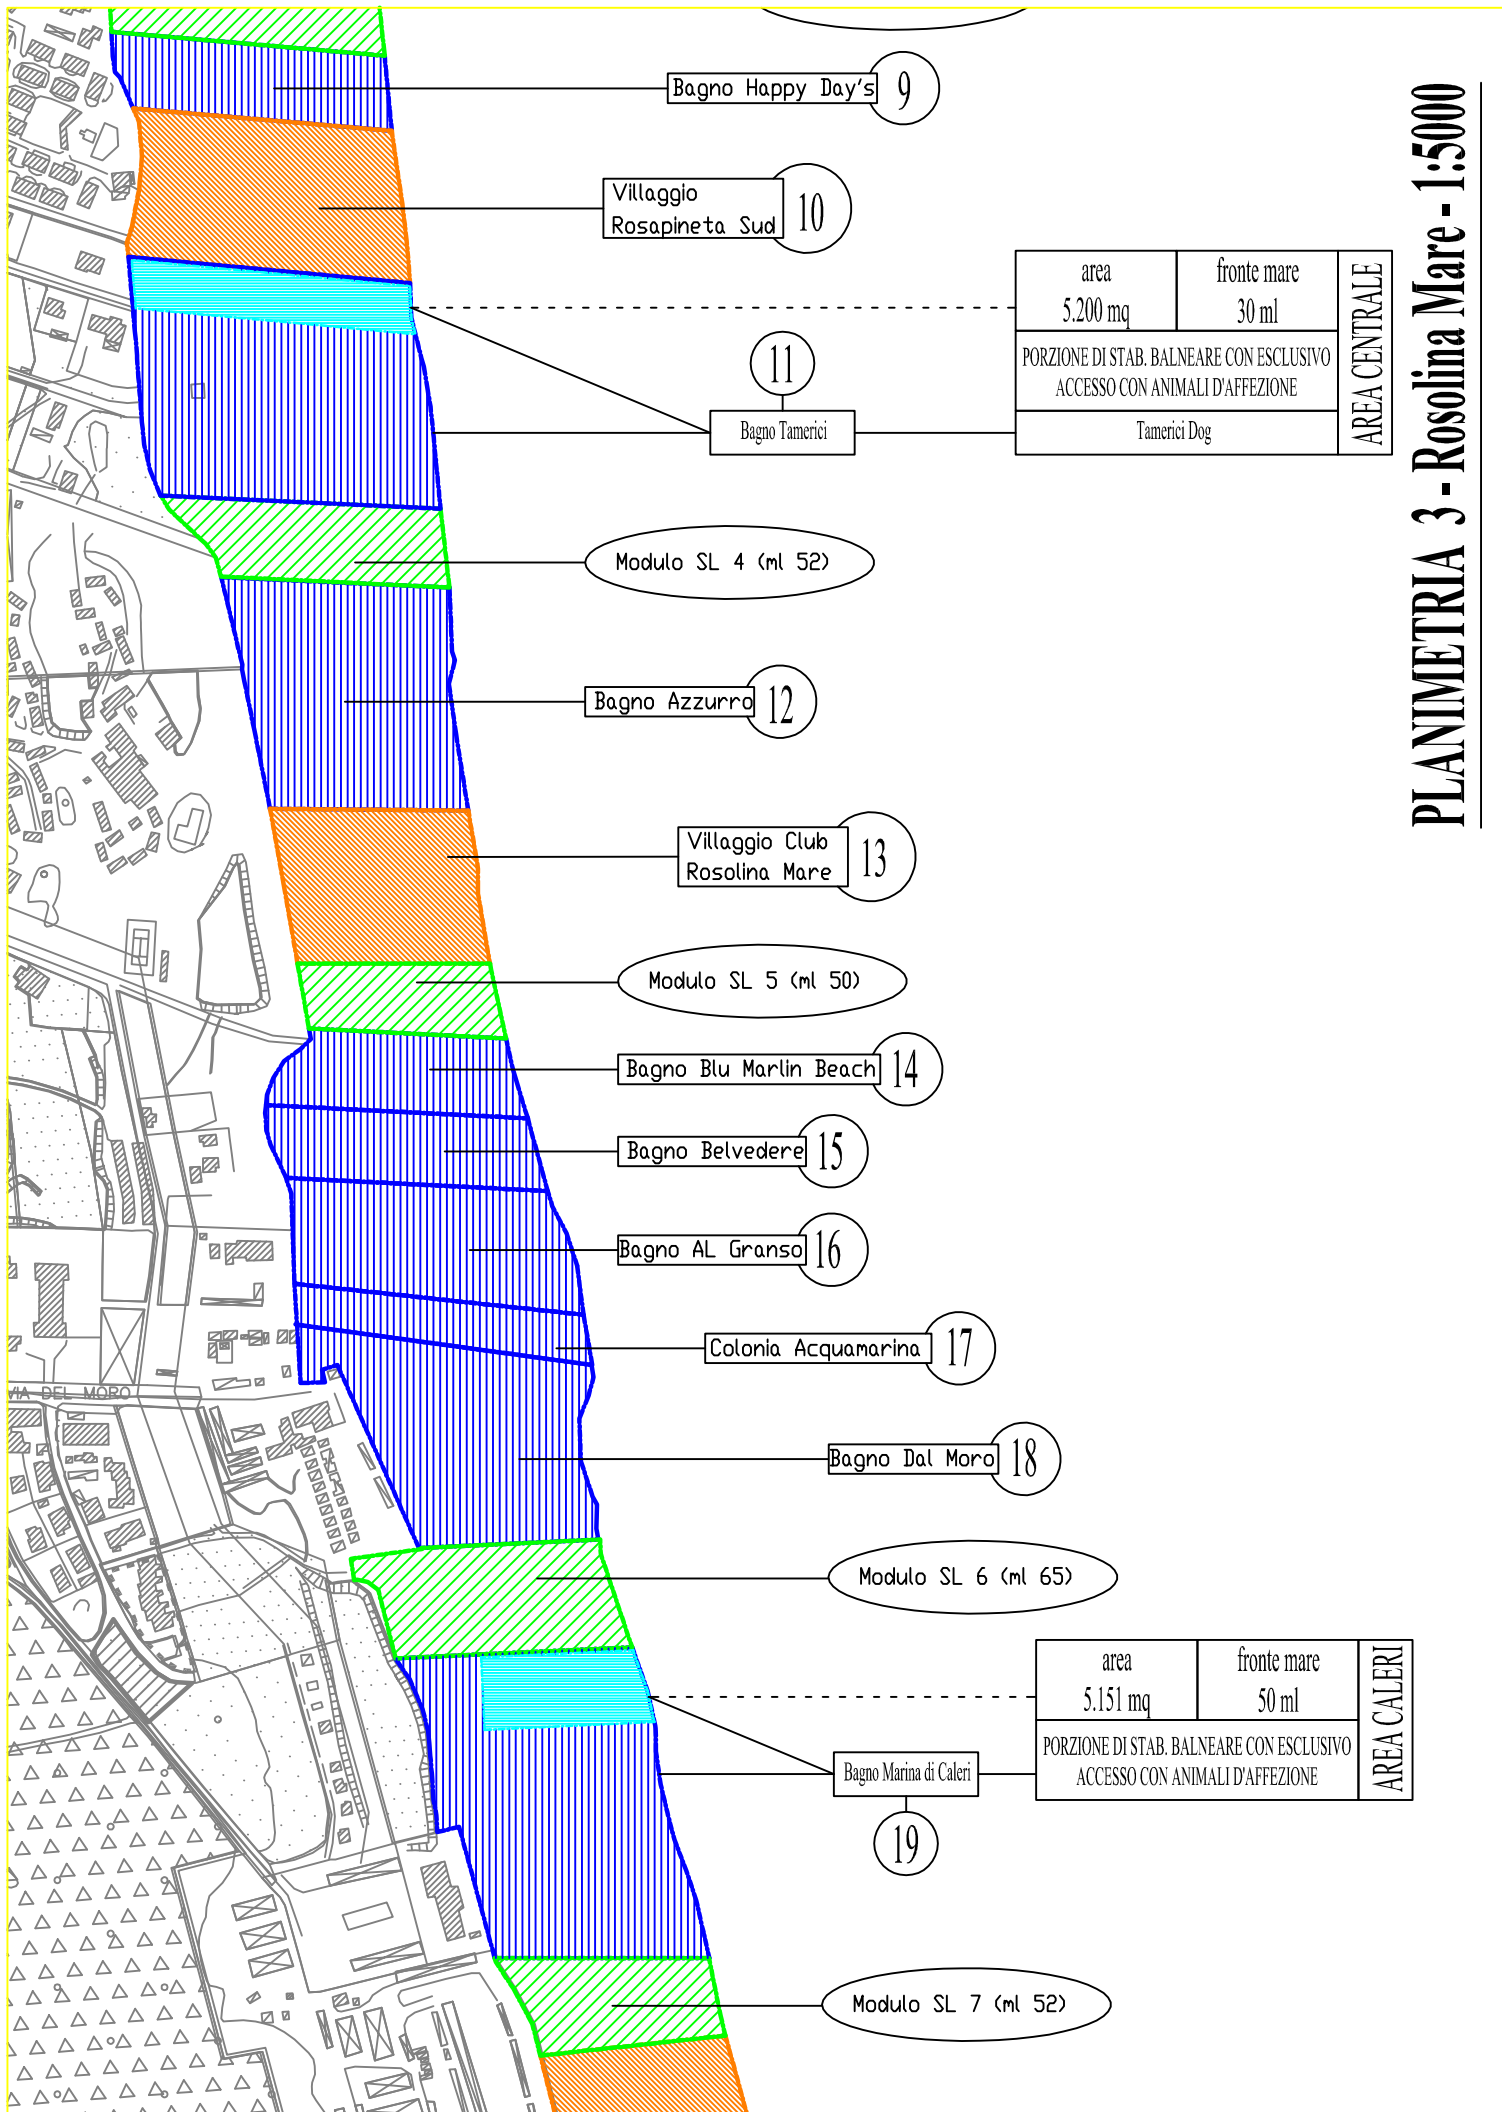 Bagno Happy Day's
9
Villaggio
Rosapineta Sud
10
area
5.200 mq
fronte mare
30 ml
PORZIONE DI STAB. BALNEARE CON ESCLUSIVO
ACCESSO CON ANIMALI D'AFFEZIONE
Tamerici Dog
AREA CENTRALE
11
Bagno Tamerici
PLANIMETRIA 3 - Rosolina Mare - 1:5000
Modulo SL 4 (ml 52)
Bagno Azzurro
12
Villaggio Club
Rosolina Mare
13
Modulo SL 5 (ml 50)
Bagno Blu Marlin Beach
14
Bagno Belvedere
15
Bagno AL Granso
16
Colonia Acquamarina
17
VIA DEL MORO
Bagno Dal Moro
18
Modulo SL 6 (ml 65)
area
5.151 mq
fronte mare
50 ml
PORZIONE DI STAB. BALNEARE CON ESCLUSIVO
ACCESSO CON ANIMALI D'AFFEZIONE
AREA CALERI
Bagno Marina di Caleri
19
Modulo SL 7 (ml 52)